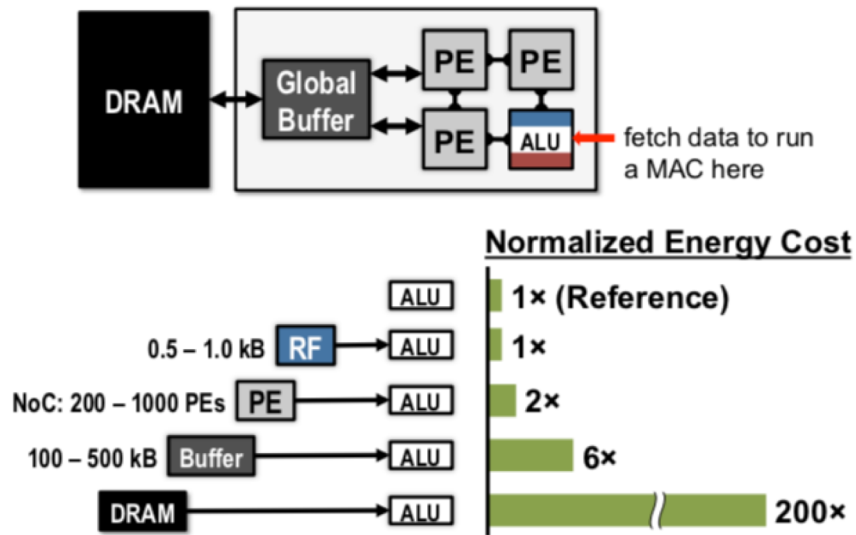 DRAM
Global
Buffer
PE
PE
PE
ALU
fetch data to run
a MAC here
Normalized Energy Cost
ALU
1× (Reference)
0.5 – 1.0 kB
RF
ALU
1×
NoC: 200 – 1000 PEs
PE
ALU
2×
100 – 500 kB
Buffer
ALU
6×
DRAM
ALU
200×